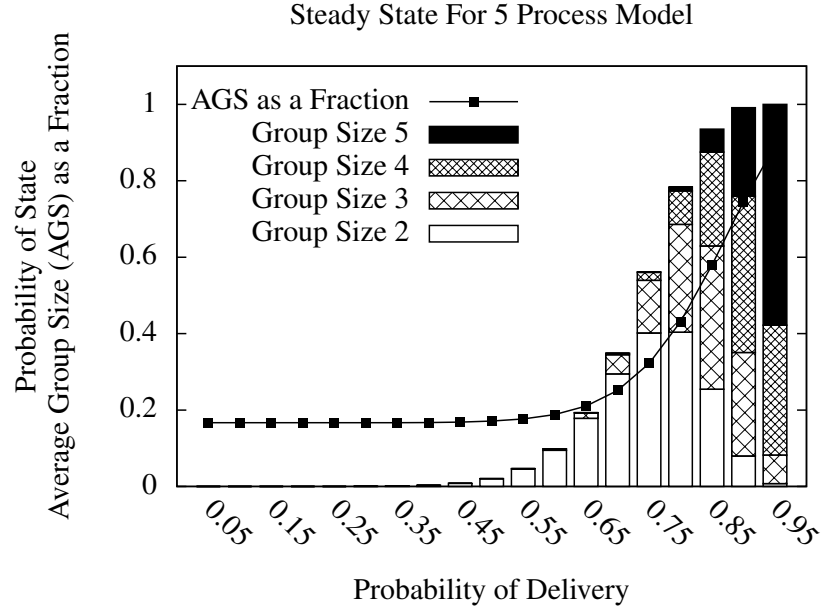 Steady State For 5 Process Model
Probability of State
Average Group Size (AGS) as a Fraction
1
0.8
0.6
0.4
0.2
0
AGS as a Fraction
Group Size 5
Group Size 4
Group Size 3
Group Size 2
0.05
0.15
0.25
0.35
0.45
0.55
0.65
0.75
0.85
0.95
Probability of Delivery